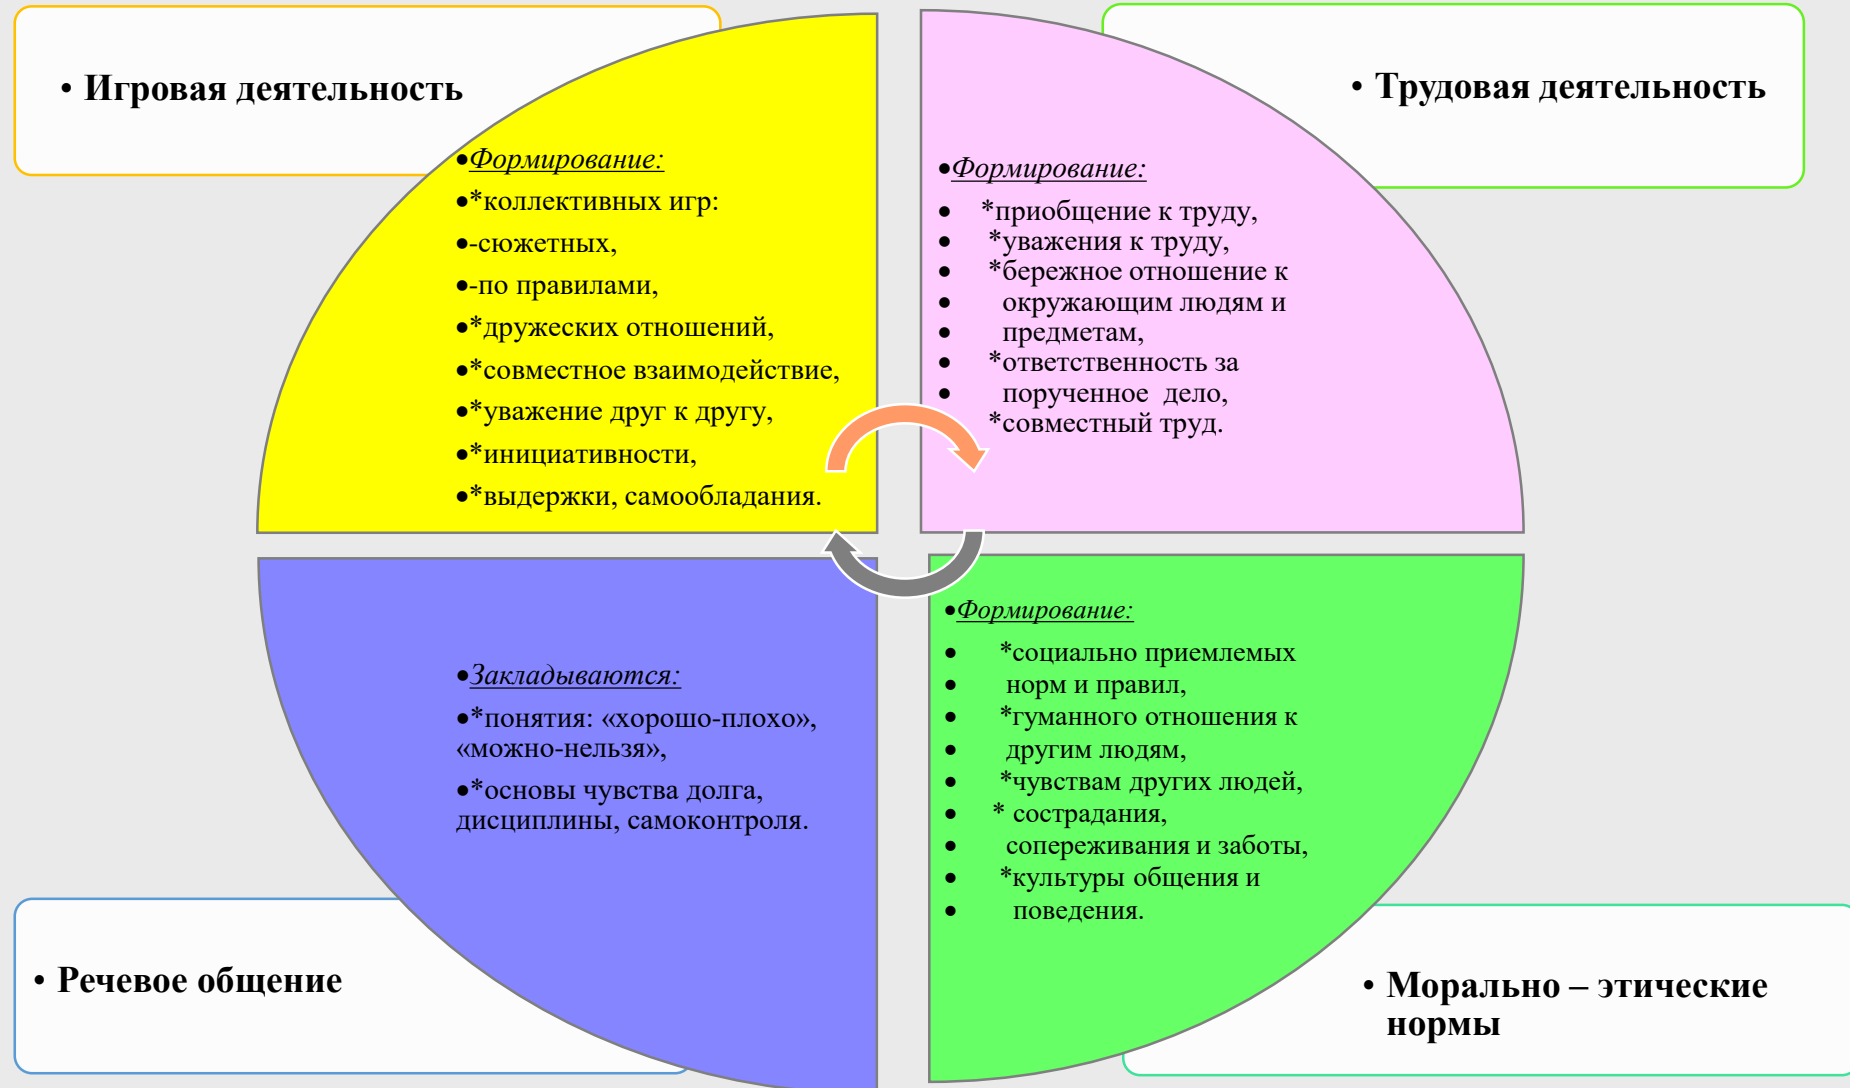 • Игровая деятельность
•Формирование:
•*коллективных игр:
•-сюжетных,
•-по правилами,
•*дружеских отношений,
•*совместное взаимодействие,
•*уважение друг к другу,
•*инициативности,
•*выдержки, самообладания.
• Трудовая деятельность
•Формирование:
• *приобщение к труду,
• *уважения к труду,
• *бережное отношение к
• окружающим людям и
• предметам,
• *ответственность за
• порученное дело,
*совместный труд.
•Закладываются:
•*понятия: «хорошо-плохо»,
«можно-нельзя»,
•*основы чувства долга,
дисциплины, самоконтроля.
• Речевое общение
•Формирование:
• *социально приемлемых
• норм и правил,
• *гуманного отношения к
• другим людям,
• *чувствам других людей,
• * сострадания,
• сопереживания и заботы,
• *культуры общения и
• поведения.
• Морально – этические
нормы